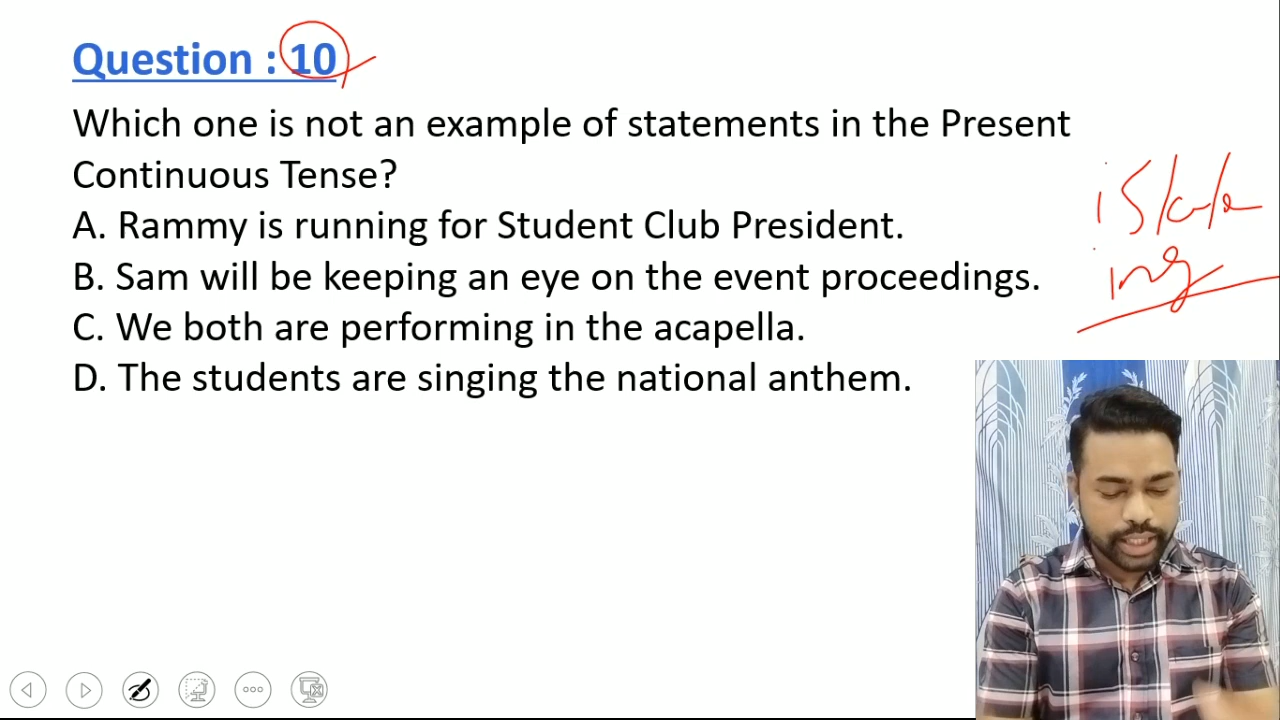 Question : 10
Which one is not an example of statements in the Present
Continuous Tense?
A. Rammy is running for Student Club President.
B. Sam will be keeping an eye on the event proceedings.
C. We both are performing in the acapella.
D. The students are singing the national anthem.
ing